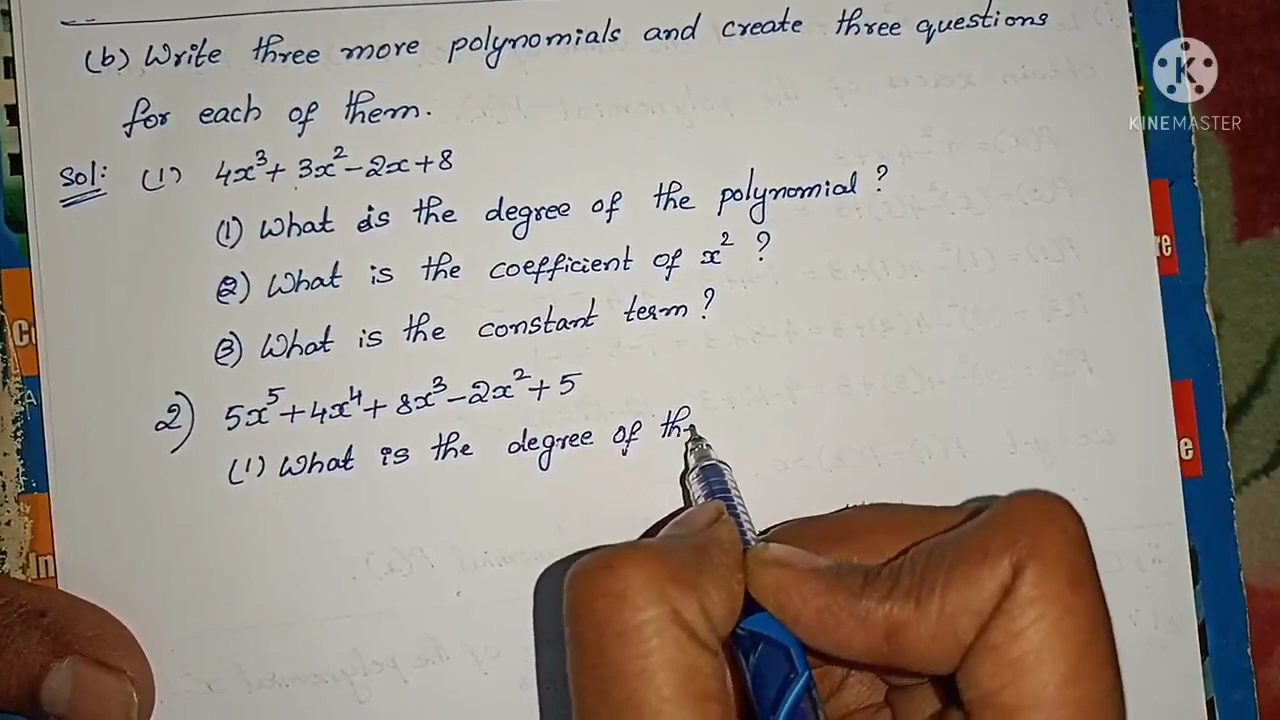 (b) Write three more polynomials and create three questions
for each of them.
Sol: (1) 4x³ + 3x² - 2x + 8
(1) What is the degree of the polynomial ?
(2) What is the coefficient of x² ?
(3) What is the constant term ?
2) 5x⁵ + 4x⁴ + 8x³ - 2x² + 5
(1) What is the degree of th
KINEMASTER